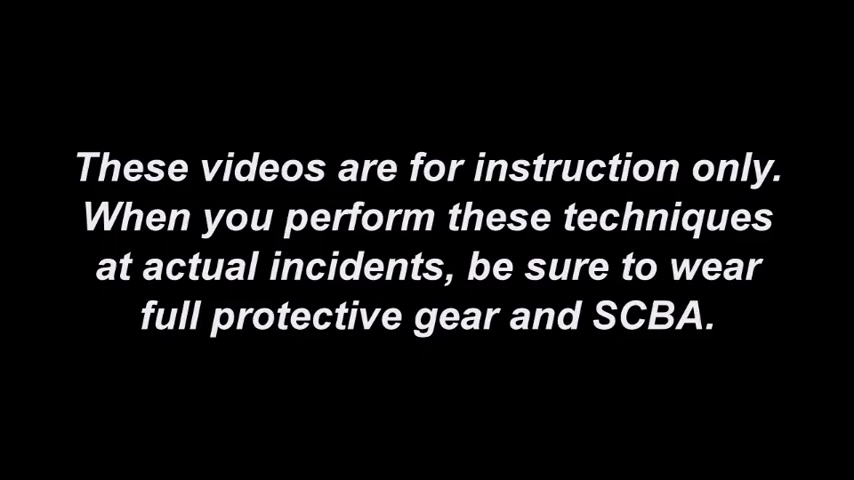 These videos are for instruction only.
When you perform these techniques
at actual incidents, be sure to wear
full protective gear and SCBA.